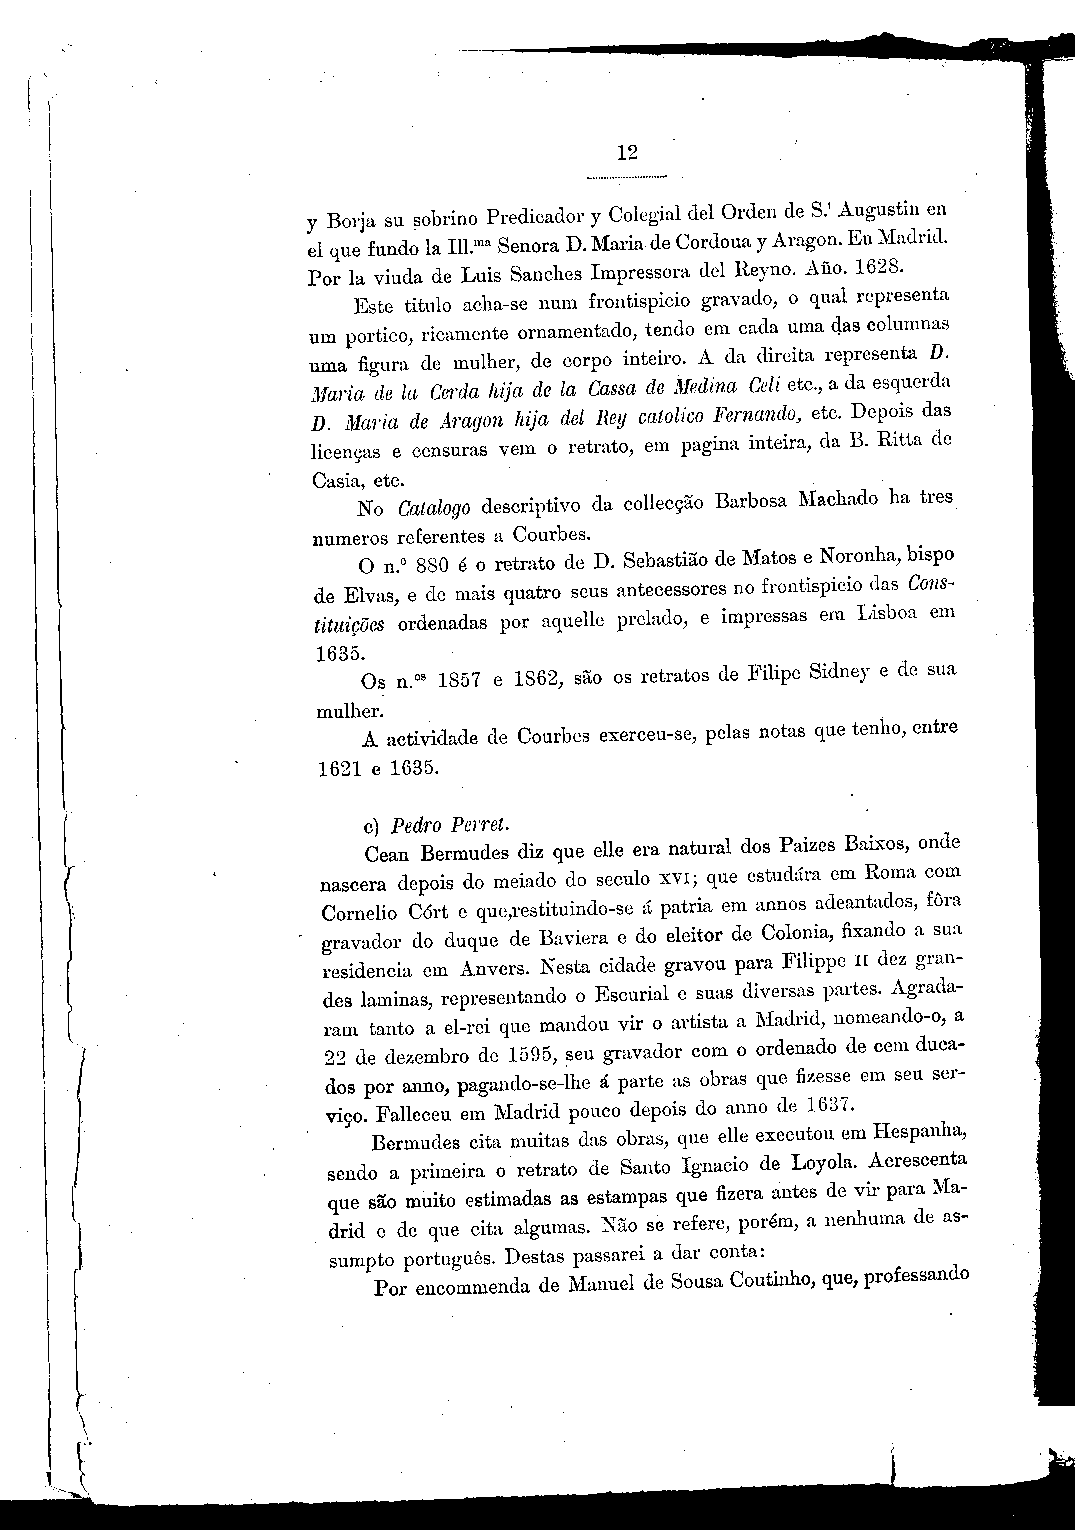 12
y Borja su sobrino Predicador y Colegial del Orden de S.ᵗ Augustin en
el que fundo la Ill.ᵐᵃ Senora D. Maria de Cordoua y Aragon. En Madrid.
Por la viuda de Luis Sanches Impressora del Reyno. Año. 1628.
Este titulo acha-se num frontispicio gravado, o qual representa
um portico, ricamente ornamentado, tendo em cada uma das columnas
uma figura de mulher, de corpo inteiro. A da direita representa D.
Maria de la Cerda hija de la Cassa de Medina Celi etc., a da esquerda
D. Maria de Aragon hija del Rey catolico Fernando, etc. Depois das
licenças e censuras vem o retrato, em pagina inteira, da B. Ritta de
Casia, etc.
No Catalogo descriptivo da collecção Barbosa Machado ha tres
numeros referentes a Courbes.
O n.º 880 é o retrato de D. Sebastião de Matos e Noronha, bispo
de Elvas, e de mais quatro seus antecessores no frontispicio das Cons-
tituições ordenadas por aquelle prelado, e impressas em Lisboa em
1635.
Os n.ᵒˢ 1857 e 1862, são os retratos de Filipe Sidney e de sua
mulher.
A actividade de Courbes exerceu-se, pelas notas que tenho, entre
1621 e 1635.
c) Pedro Perret.
Cean Bermudes diz que elle era natural dos Paizes Baixos, onde
nascera depois do meiado do seculo XVI; que estudára em Roma com
Cornelio Córt e que,restituindo-se á patria em annos adeantados, fôra
gravador do duque de Baviera e do eleitor de Colonia, fixando a sua
residencia em Anvers. Nesta cidade gravou para Filippe II dez gran-
des laminas, representando o Escurial e suas diversas partes. Agrada-
ram tanto a el-rei que mandou vir o artista a Madrid, nomeando-o, a
22 de dezembro de 1595, seu gravador com o ordenado de cem duca-
dos por anno, pagando-se-lhe á parte as obras que fizesse em seu ser-
viço. Falleceu em Madrid pouco depois do anno de 1637.
Bermudes cita muitas das obras, que elle executou em Hespanha,
sendo a primeira o retrato de Santo Ignacio de Loyola. Acrescenta
que são muito estimadas as estampas que fizera antes de vir para Ma-
drid e de que cita algumas. Não se refere, porém, a nenhuma de as-
sumpto português. Destas passarei a dar conta:
Por encommenda de Manuel de Sousa Coutinho, que, professando